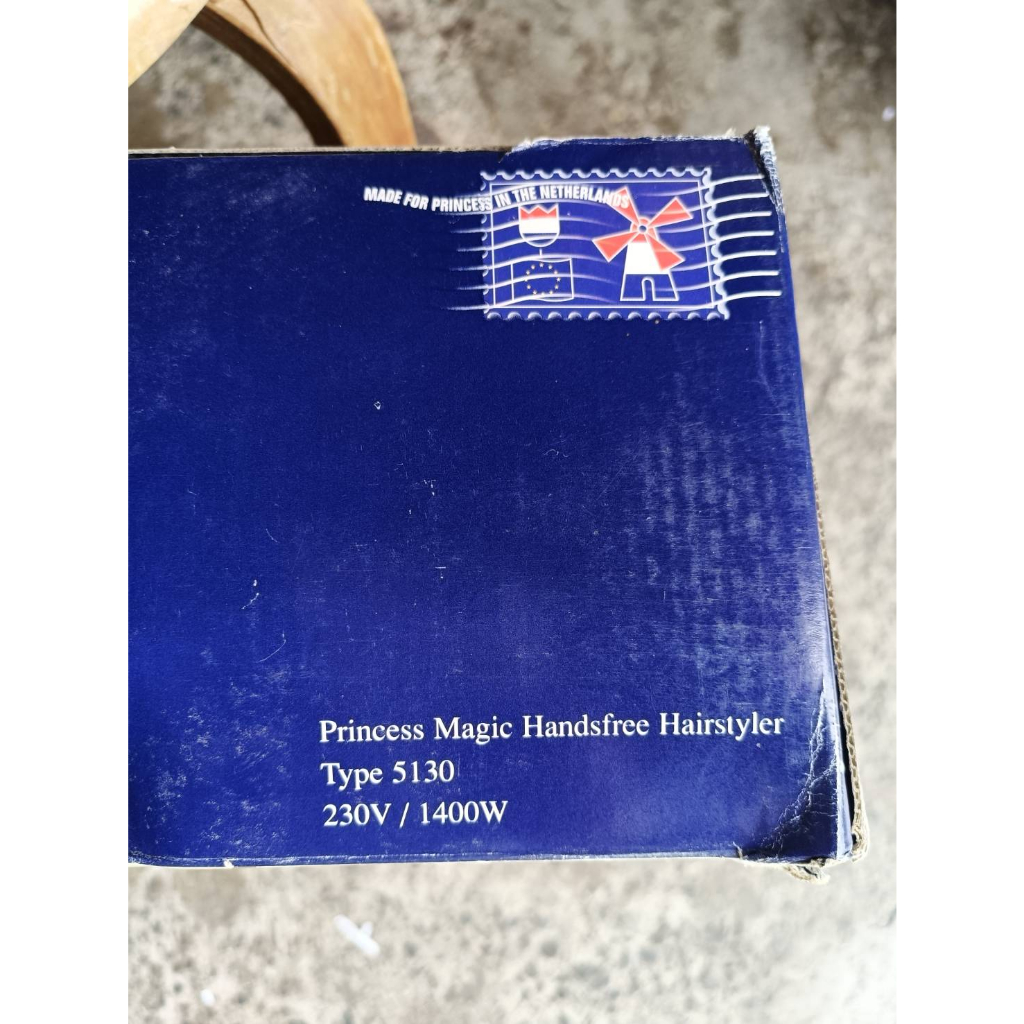 MADE FOR PRINCESS IN THE NETHERLANDS
Princess Magic Handsfree Hairstyler
Type 5130
230V / 1400W